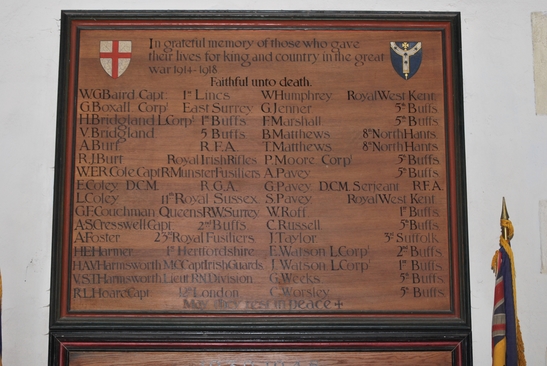 In grateful memory of those who gave
their lives for king and country in the great
war 1914-1918.
Faithful unto death.
W.G Baird Capt. 1st Lincs W Humphrey Royal West Kent
G Boxall Corpl East Surrey G Jenner 5th Buffs
H Bridgland L Corpl 1st Buffs F Marshall 5th Buffs
V. Bridgland 5 Buffs B Matthews 8th North Hants
A Burt R.F.A. T. Matthews 8th North Hants
R J Burt Royal Irish Rifles P Moore Corpl 5th Buffs
W.E.R Cole Capt R Munster Fusiliers A Pavey 5th Buffs
E Coley D.C.M. R.G.A. G Pavey D.C.M. Serjeant R.F.A
L Coley 11th Royal Sussex S Pavey Royal West Kent
G.F. Couchman Queens R.W. Surrey W. Roff 1st Buffs
A S Cresswell Capt 2nd Buffs C. Russell 5th Buffs
A Foster 23rd Royal Fusiliers J. Taylor 3rd Suffolk
H E Harmer 1st Hertfordshire E Watson L Corpl 2nd Buffs
H A V Harmsworth M C Capt Irish Guards J. Watson L Corpl 1st Buffs
V.S.T Harmsworth Lieut R N Division G Weeks 5th Buffs
R L Hoare Capt 12th London C Worsley 5th Buffs
May they rest in peace